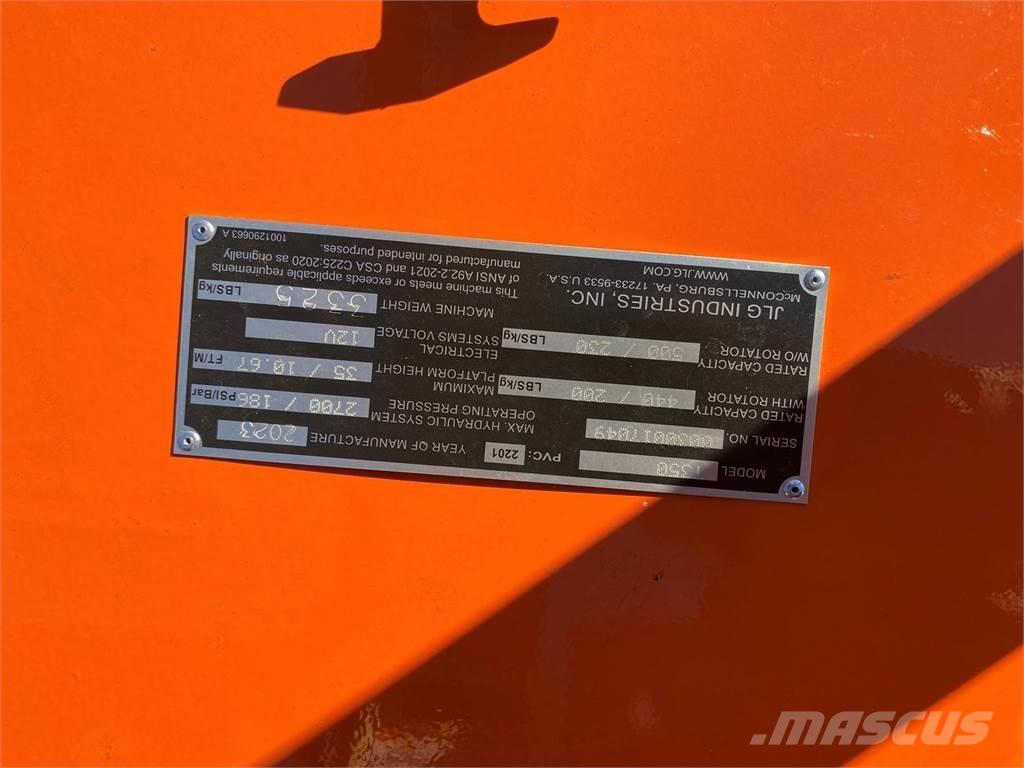 MODEL T350
SERIAL NO. 0030017049
RATED CAPACITY
WITH ROTATOR 440 / 200 LBS/kg
RATED CAPACITY
W/O ROTATOR 500 / 230 LBS/kg
JLG INDUSTRIES, INC.
McCONNELLSBURG, PA. 17233-9533 U.S.A
WWW.JLG.COM
PVC: 2201 YEAR OF MANUFACTURE 2023
MAX. HYDRAULIC SYSTEM
OPERATING PRESSURE 2700 / 186 PSI/Bar
MAXIMUM
PLATFORM HEIGHT 35 / 10.67 FT/M
ELECTRICAL
SYSTEMS VOLTAGE 12V
MACHINE WEIGHT 3325 LBS/kg
This machine meets or exceeds applicable requirements
of ANSI A92.2-2021 and CSA C225:2020 as originally
manufactured for intended purposes.
1001290663 A
MASCUS